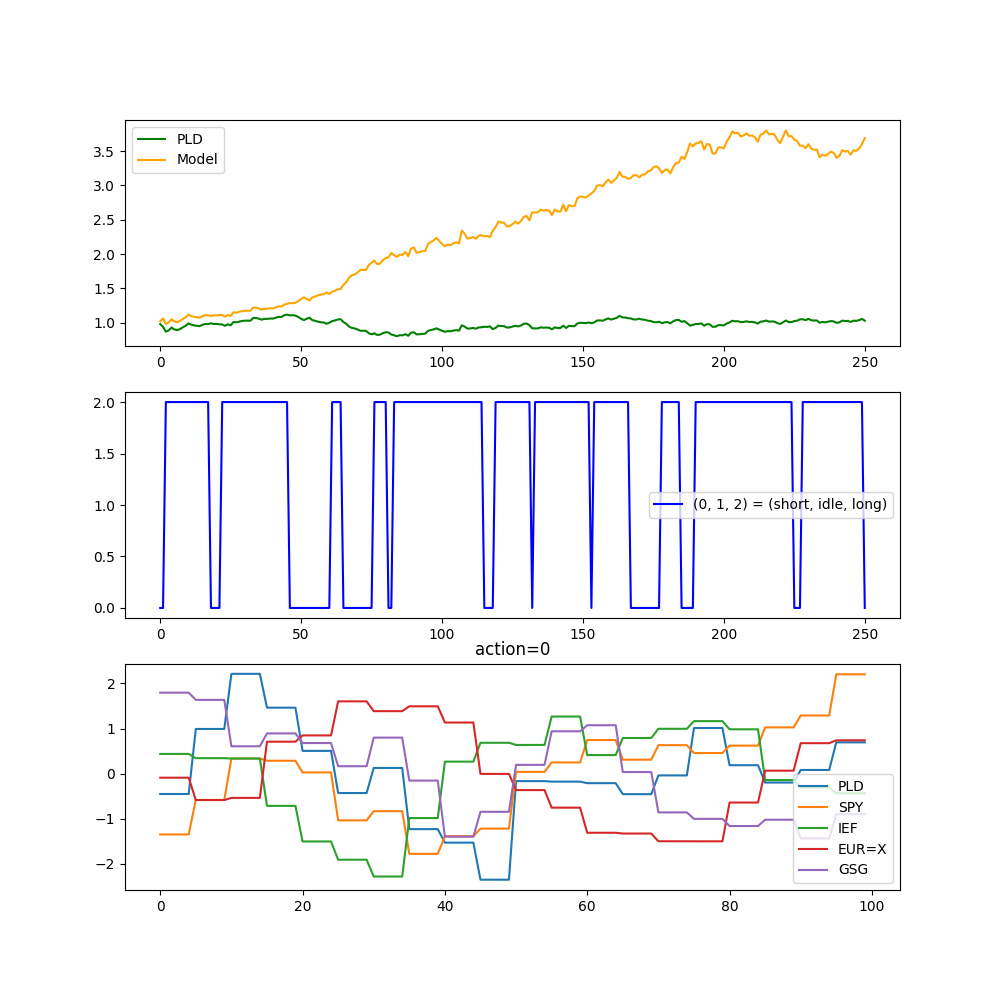 PLD
Model
3.5
3.0
2.5
2.0
1.5
1.0
0 50 100 150 200 250
2.0
1.5
1.0
0.5
0.0
(0, 1, 2) = (short, idle, long)
0 50 100 150 200 250
action=0
2
1
0
−1
−2
PLD
SPY
IEF
EUR=X
GSG
0 20 40 60 80 100